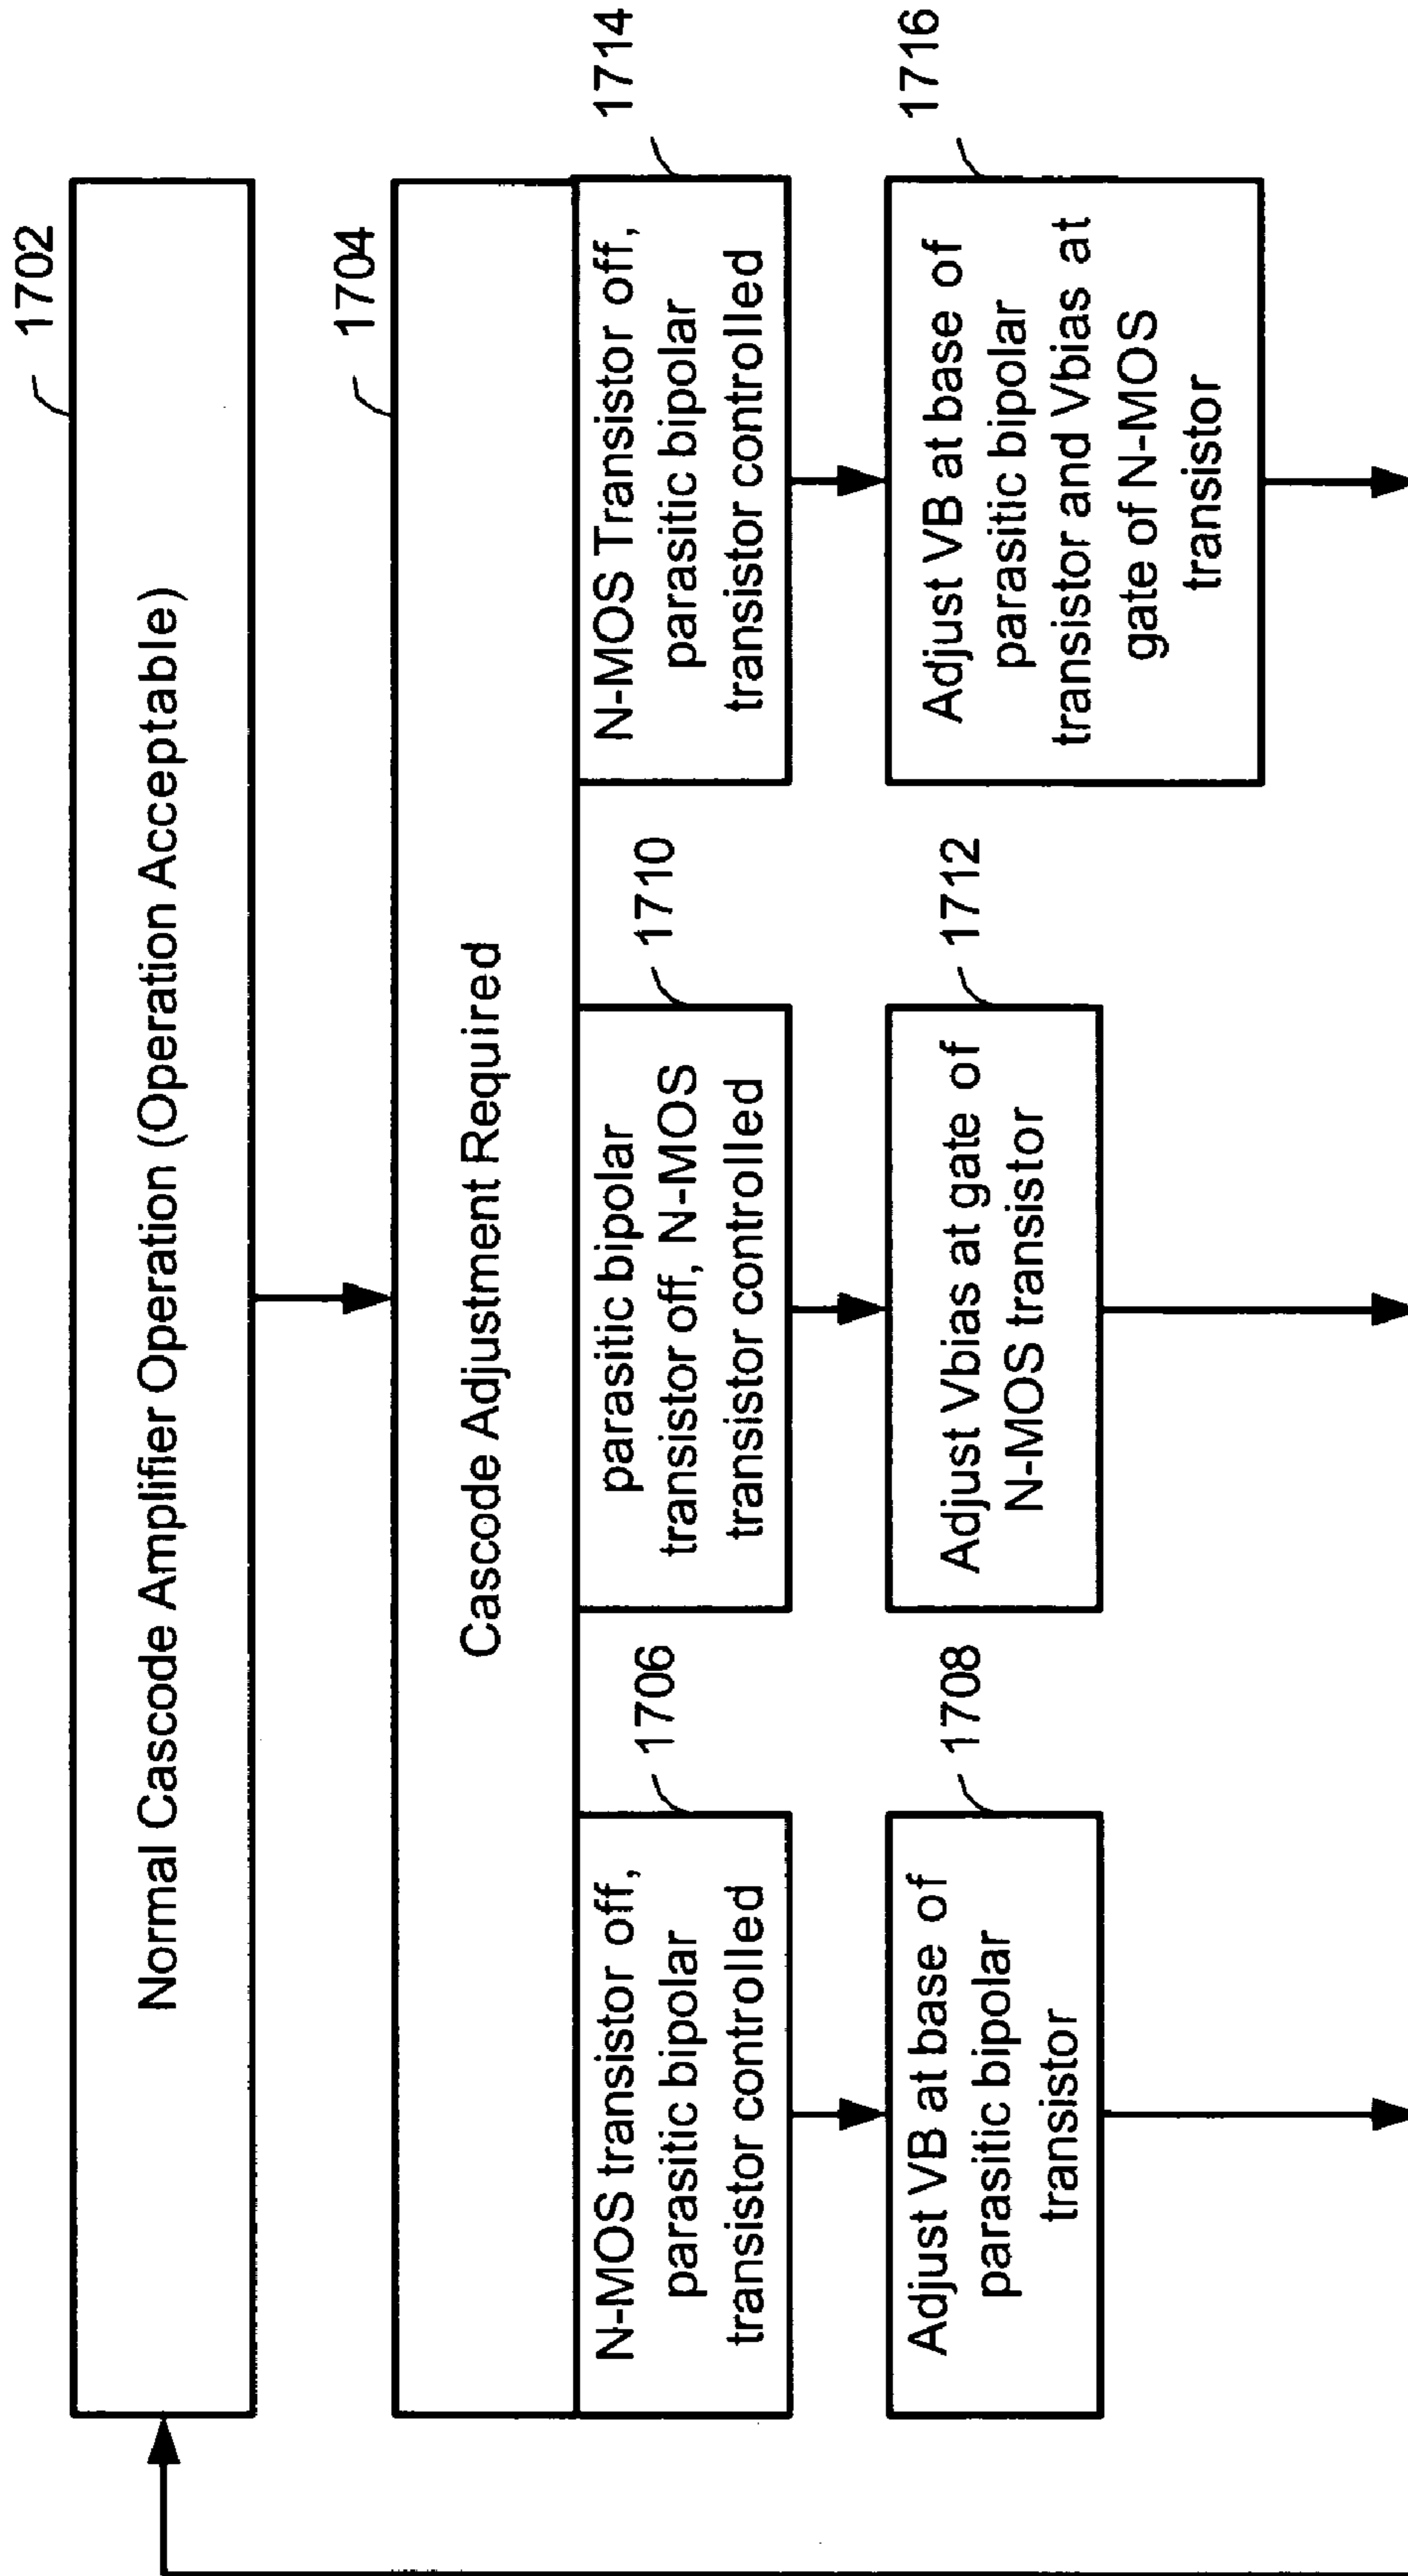 1702
Normal Cascode Amplifier Operation (Operation Acceptable)
1704
Cascode Adjustment Required
1706
N-MOS transistor off,
parasitic bipolar
transistor controlled
1710
parasitic bipolar
transistor off, N-MOS
transistor controlled
1714
N-MOS Transistor off,
parasitic bipolar
transistor controlled
1708
Adjust VB at base of
parasitic bipolar
transistor
1712
Adjust Vbias at gate of
N-MOS transistor
1716
Adjust VB at base of
parasitic bipolar
transistor and Vbias at
gate of N-MOS
transistor